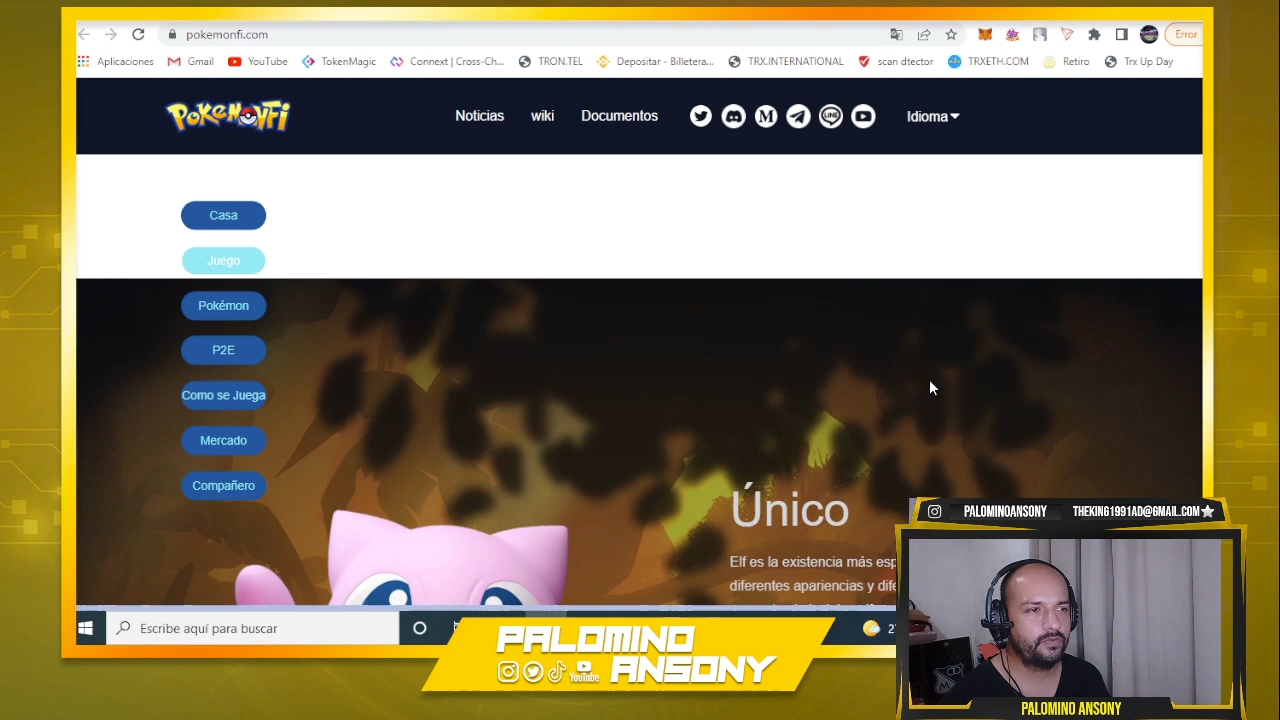 pokemonfi.com
Error
Aplicaciones Gmail YouTube TokenMagic Connext | Cross-Ch... TRON.TEL Depositar - Billetera... TRX.INTERNATIONAL scan dtector TRXETH.COM Retiro Trx Up Day
POKEMONFI
Noticias wiki Documentos M LINE Idioma
Casa
Juego
Pokémon
P2E
Como se Juega
Mercado
Compañero
Único
Elf es la existencia más
diferentes apariencias y
Escribe aquí para buscar
PALOMINO
ANSONY
YouTube
PALOMINOANSONY THEKING1991AD@GMAIL.COM
PALOMINO ANSONY